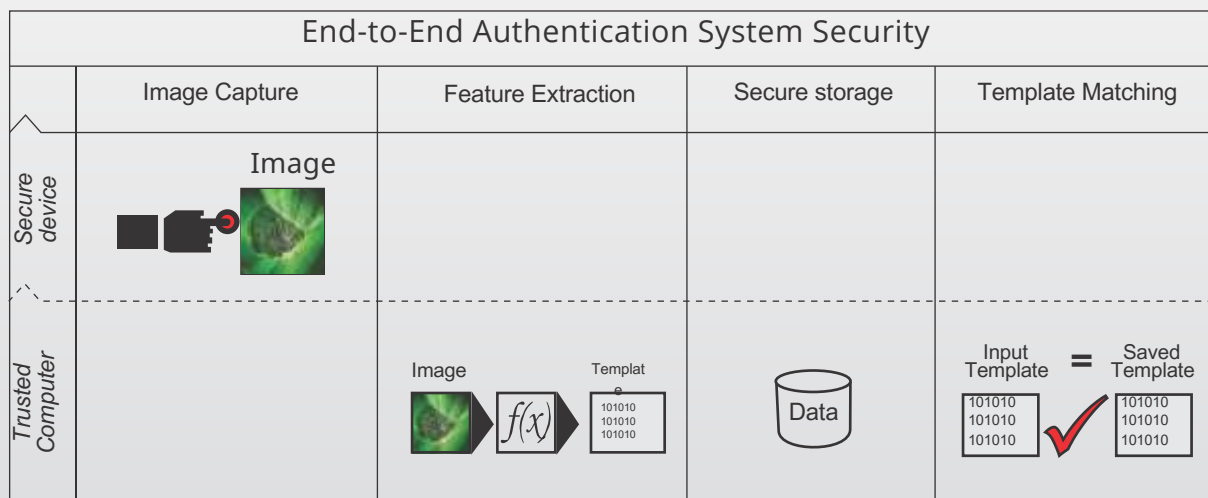 End-to-End Authentication System Security
Image Capture
Feature Extraction
Secure storage
Template Matching
Secure
device
Image
Trusted
Computer
Image
f(x)
Templat
e
101010
101010
101010
Data
Input
Template
=
Saved
Template
101010
101010
101010
101010
101010
101010